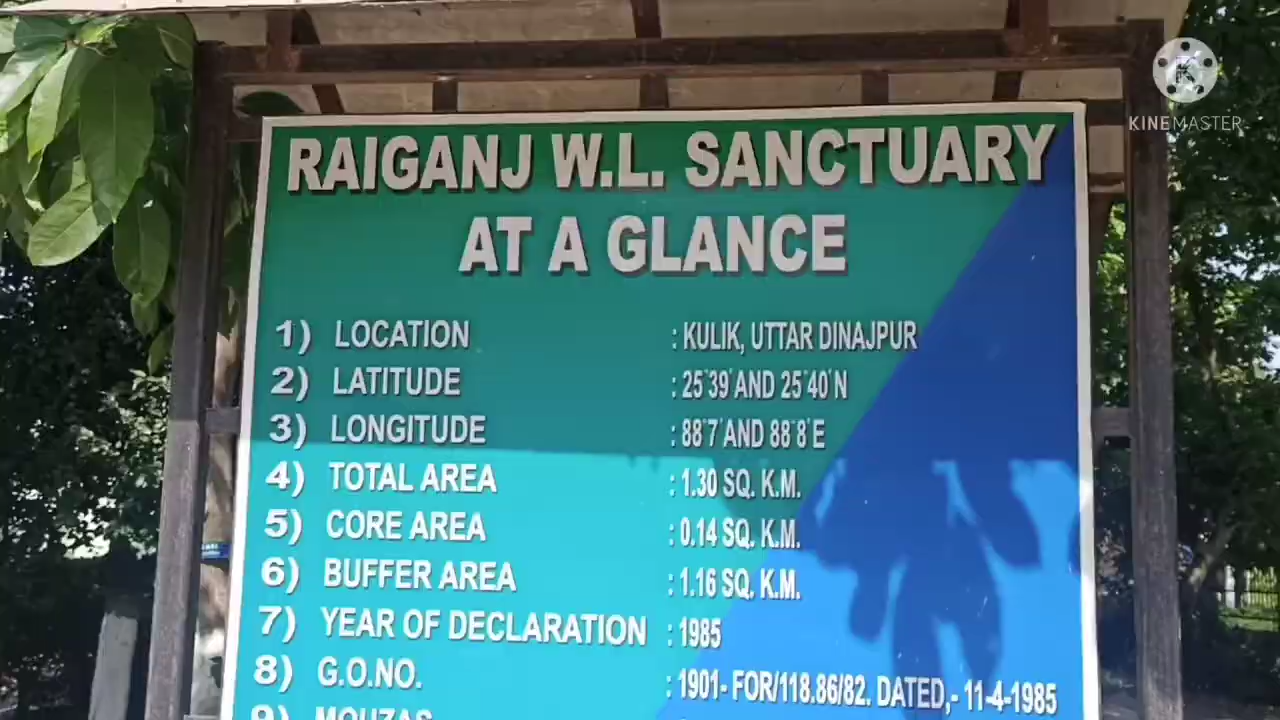 KINEMASTER
RAIGANJ W.L. SANCTUARY
AT A GLANCE
1) LOCATION : KULIK, UTTAR DINAJPUR
2) LATITUDE : 25°39' AND 25°40' N
3) LONGITUDE : 88°7' AND 88°8' E
4) TOTAL AREA : 1.30 SQ. K.M.
5) CORE AREA : 0.14 SQ. K.M.
6) BUFFER AREA : 1.16 SQ. K.M.
7) YEAR OF DECLARATION : 1985
8) G.O.NO. : 1901- FOR/118.86/82. DATED,- 11-4-1985
9) MOUZAS